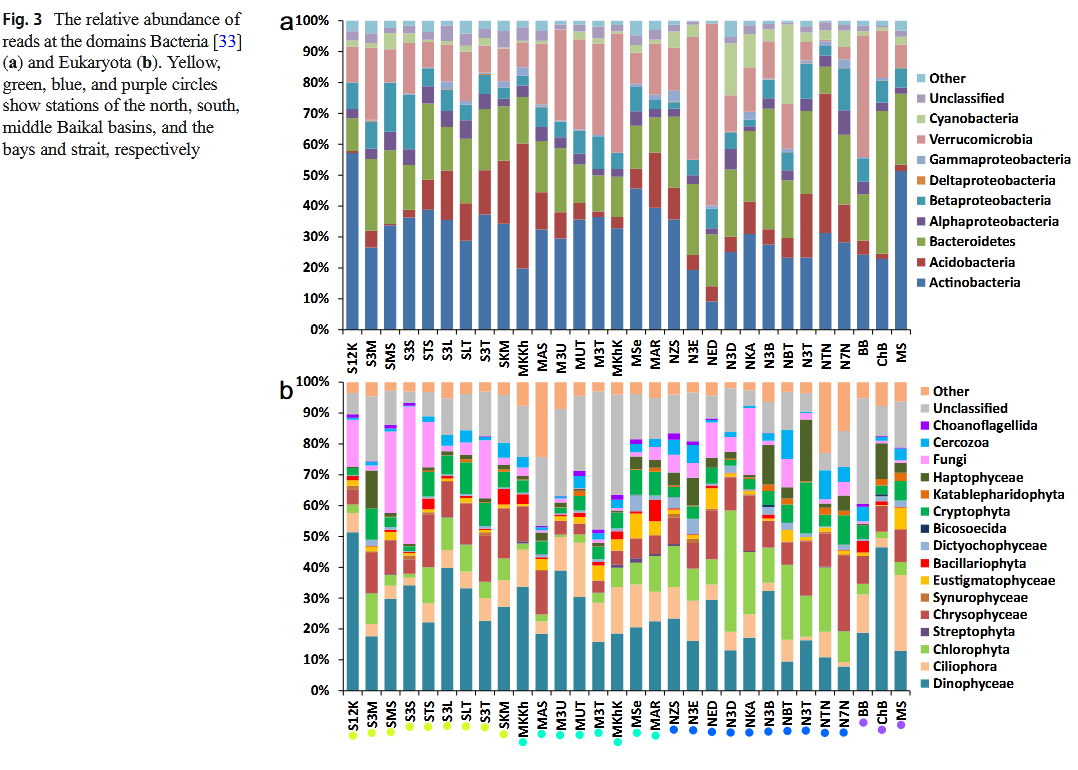 Fig. 3 The relative abundance of
reads at the domains Bacteria [33]
(a) and Eukaryota (b). Yellow,
green, blue, and purple circles
show stations of the north, south,
middle Baikal basins, and the
bays and strait, respectively
a
100%
90%
80%
70%
60%
50%
40%
30%
20%
10%
0%
S12K S3M SMS S3S STS S3L SLT S3T SKM MKKh MAS M3U MUT M3T MKhK MSe MAR NZS N3E NED N3D NKA N3B NBT N3T NTN N7N BB ChB MS
Other
Unclassified
Cyanobacteria
Verrucomicrobia
Gammaproteobacteria
Deltaproteobacteria
Betaproteobacteria
Alphaproteobacteria
Bacteroidetes
Acidobacteria
Actinobacteria
b
100%
90%
80%
70%
60%
50%
40%
30%
20%
10%
0%
S12K S3M SMS S3S STS S3L SLT S3T SKM MKKh MAS M3U MUT M3T MKhK MSe MAR NZS N3E NED N3D NKA N3B NBT N3T NTN N7N BB ChB MS
Other
Unclassified
Choanoflagellida
Cercozoa
Fungi
Haptophyceae
Katablepharidophyta
Cryptophyta
Bicosoecida
Dictyochophyceae
Bacillariophyta
Eustigmatophyceae
Synurophyceae
Chrysophyceae
Streptophyta
Chlorophyta
Ciliophora
Dinophyceae